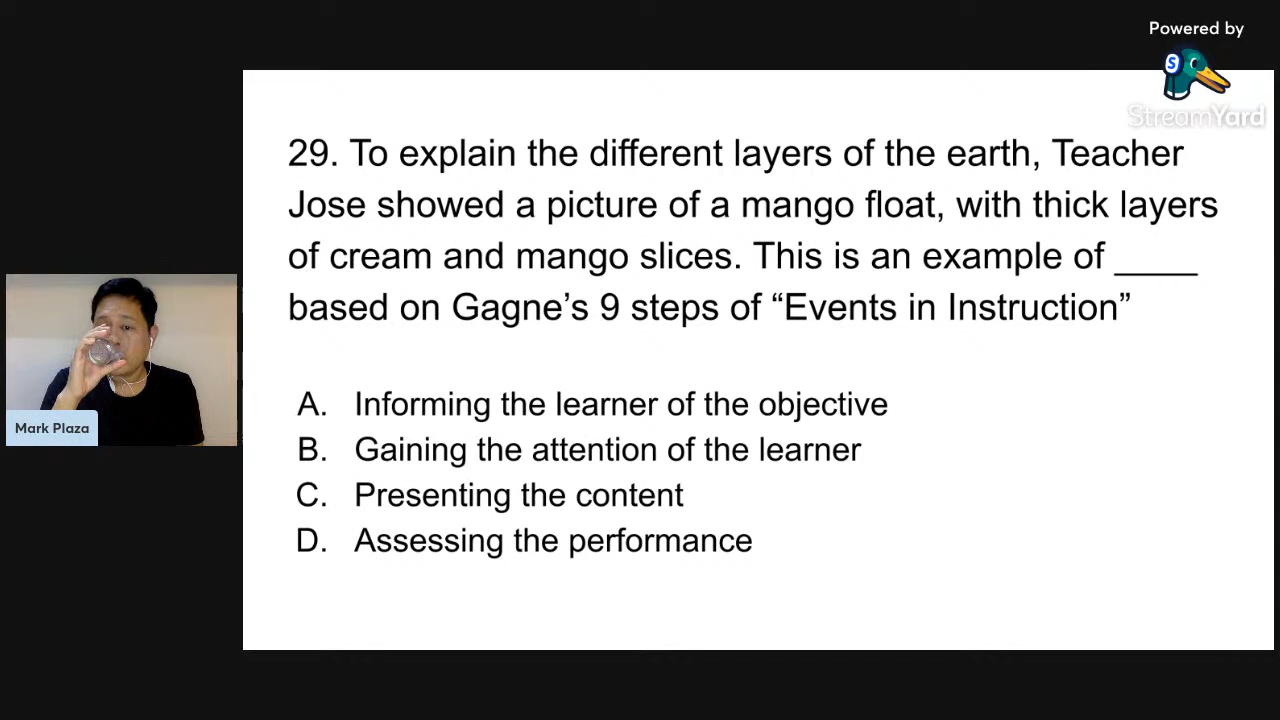 Powered by
StreamYard
29. To explain the different layers of the earth, Teacher
Jose showed a picture of a mango float, with thick layers
of cream and mango slices. This is an example of ____
based on Gagne’s 9 steps of “Events in Instruction”
A. Informing the learner of the objective
B. Gaining the attention of the learner
C. Presenting the content
D. Assessing the performance
Mark Plaza